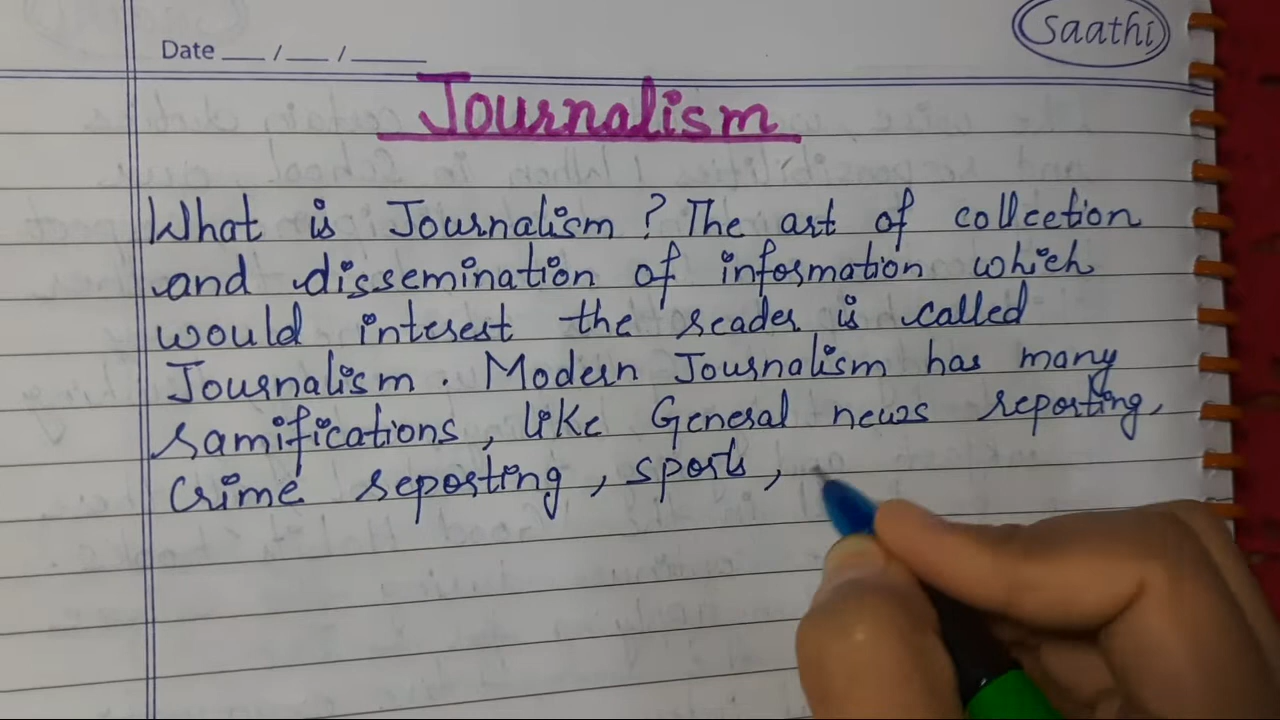 Saathi
Date __/__/____
Journalism
What is Journalism? The art of collection
and dissemination of information which
would interest the reader is called
Journalism. Modern Journalism has many
ramifications, like General news reporting,
Crime reporting, sports,